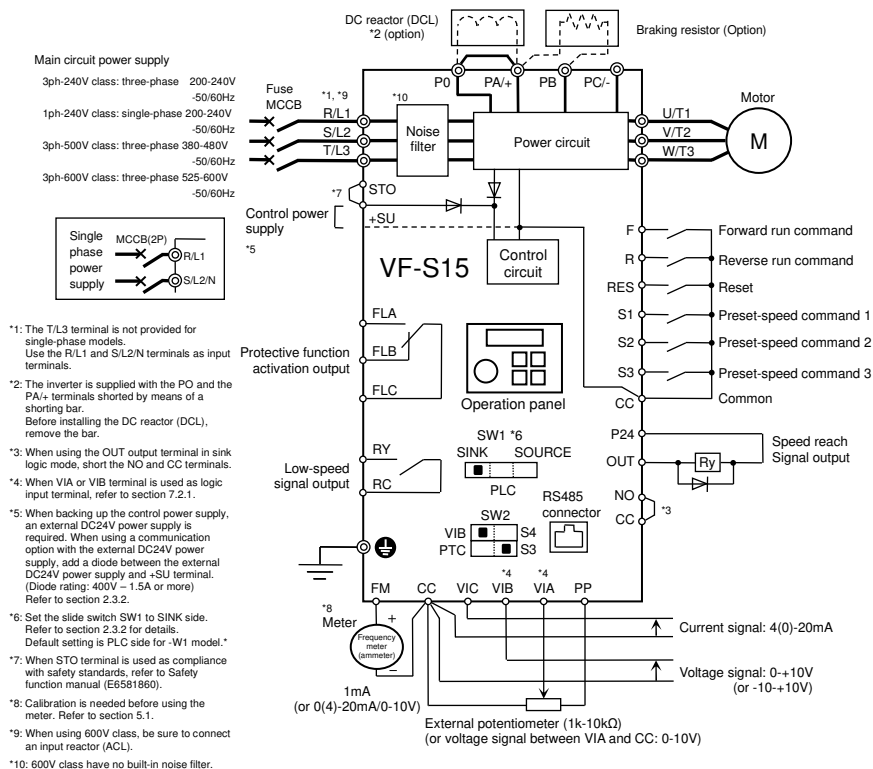 DC reactor (DCL)
*2 (option)
Braking resistor (Option)
Main circuit power supply
3ph-240V class: three-phase 200-240V
-50/60Hz
1ph-240V class: single-phase 200-240V
-50/60Hz
3ph-500V class: three-phase 380-480V
-50/60Hz
3ph-600V class: three-phase 525-600V
-50/60Hz
Fuse
MCCB
*1, *9
R/L1
S/L2
T/L3
*10
Noise
filter
P0
PA/+
PB
PC/-
Power circuit
U/T1
V/T2
W/T3
Motor
M
*7
STO
Control power
supply
*5
+SU
Control
circuit
VF-S15
Single
phase
power
supply
MCCB(2P)
R/L1
S/L2/N
F
Forward run command
R
Reverse run command
RES
Reset
S1
Preset-speed command 1
S2
Preset-speed command 2
S3
Preset-speed command 3
CC
Common
FLA
FLB
FLC
Protective function
activation output
Operation panel
P24
OUT
Ry
Speed reach
Signal output
NO
CC
*3
RY
RC
Low-speed
signal output
SW1 *6
SINK
SOURCE
PLC
SW2
VIB
S4
PTC
S3
RS485
connector
FM
CC
VIC
VIB
VIA
PP
*4
*4
*8
Meter
+
Frequency
meter
(ammeter)
−
1mA
(or 0(4)-20mA/0-10V)
Current signal: 4(0)-20mA
Voltage signal: 0-+10V
(or -10-+10V)
External potentiometer (1k-10kΩ)
(or voltage signal between VIA and CC: 0-10V)
*1: The T/L3 terminal is not provided for
single-phase models.
Use the R/L1 and S/L2/N terminals as input
terminals.
*2: The inverter is supplied with the PO and the
PA/+ terminals shorted by means of a
shorting bar.
Before installing the DC reactor (DCL),
remove the bar.
*3: When using the OUT output terminal in sink
logic mode, short the NO and CC terminals.
*4: When VIA or VIB terminal is used as logic
input terminal, refer to section 7.2.1.
*5: When backing up the control power supply,
an external DC24V power supply is
required. When using a communication
option with the external DC24V power
supply, add a diode between the external
DC24V power supply and +SU terminal.
(Diode rating: 400V – 1.5A or more)
Refer to section 2.3.2.
*6: Set the slide switch SW1 to SINK side.
Refer to section 2.3.2 for details.
Default setting is PLC side for -W1 model.*
*7: When STO terminal is used as compliance
with safety standards, refer to Safety
function manual (E6581860).
*8: Calibration is needed before using the
meter. Refer to section 5.1.
*9: When using 600V class, be sure to connect
an input reactor (ACL).
*10: 600V class have no built-in noise filter.